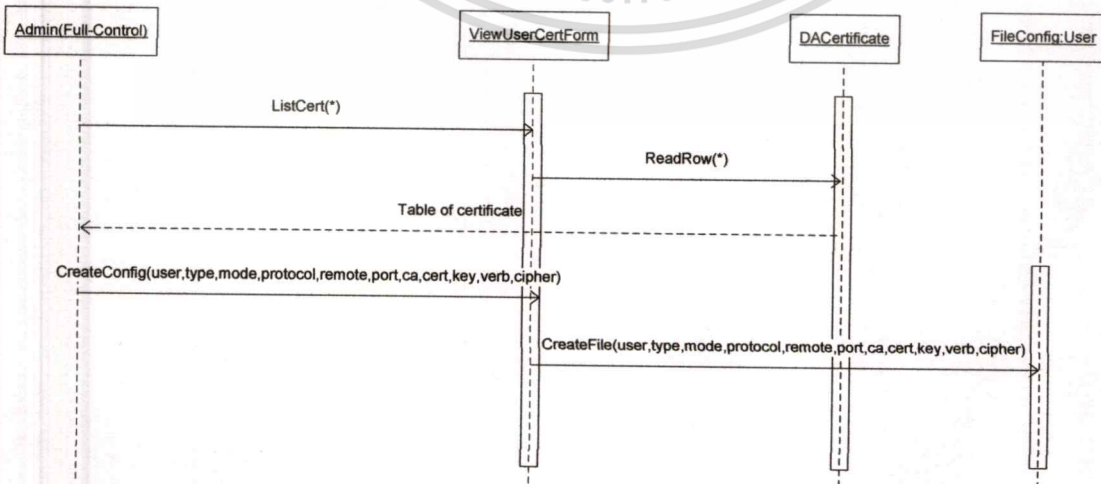 Admin(Full-Control)
ViewUserCertForm
DACertificate
FileConfig:User
ListCert(*)
ReadRow(*)
Table of certificate
CreateConfig(user,type,mode,protocol,remote,port,ca,cert,key,verb,cipher)
CreateFile(user,type,mode,protocol,remote,port,ca,cert,key,verb,cipher)